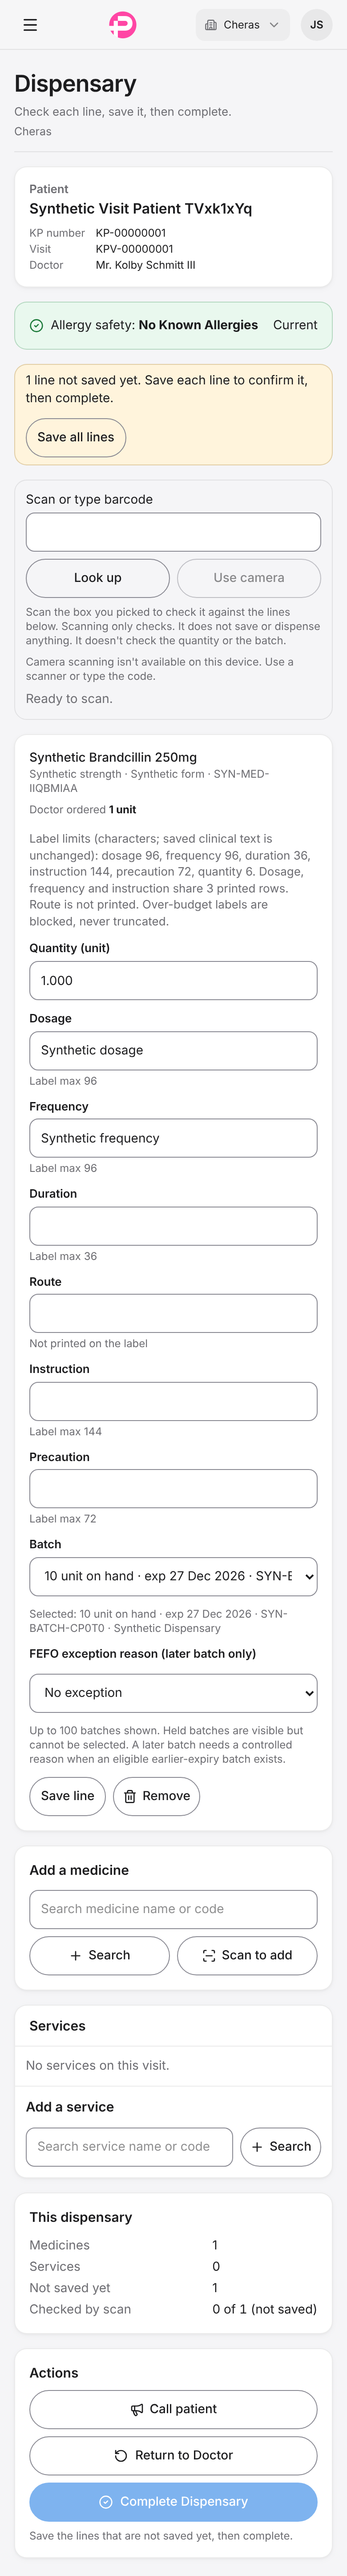 Cheras
JS
Dispensary
Check each line, save it, then complete.
Cheras
Patient
Synthetic Visit Patient TVxk1xYq
KP number KP-00000001
Visit KPV-00000001
Doctor Mr. Kolby Schmitt III
Allergy safety: No Known Allergies Current
1 line not saved yet. Save each line to confirm it,
then complete.
Save all lines
Scan or type barcode
Look up
Use camera
Scan the box you picked to check it against the lines
below. Scanning only checks. It does not save or dispense
anything. It doesn't check the quantity or the batch.
Camera scanning isn't available on this device. Use a
scanner or type the code.
Ready to scan.
Synthetic Brandcillin 250mg
Synthetic strength · Synthetic form · SYN-MED-
IIQBMIAA
Doctor ordered 1 unit
Label limits (characters; saved clinical text is
unchanged): dosage 96, frequency 96, duration 36,
instruction 144, precaution 72, quantity 6. Dosage,
frequency and instruction share 3 printed rows.
Route is not printed. Over-budget labels are
blocked, never truncated.
Quantity (unit)
1.000
Dosage
Synthetic dosage
Label max 96
Frequency
Synthetic frequency
Label max 96
Duration
Label max 36
Route
Not printed on the label
Instruction
Label max 144
Precaution
Label max 72
Batch
10 unit on hand · exp 27 Dec 2026 · SYN-E
Selected: 10 unit on hand · exp 27 Dec 2026 · SYN-
BATCH-CP0T0 · Synthetic Dispensary
FEFO exception reason (later batch only)
No exception
Up to 100 batches shown. Held batches are visible but
cannot be selected. A later batch needs a controlled
reason when an eligible earlier-expiry batch exists.
Save line
Remove
Add a medicine
Search medicine name or code
Search
Scan to add
Services
No services on this visit.
Add a service
Search service name or code
Search
This dispensary
Medicines 1
Services 0
Not saved yet 1
Checked by scan 0 of 1 (not saved)
Actions
Call patient
Return to Doctor
Complete Dispensary
Save the lines that are not saved yet, then complete.